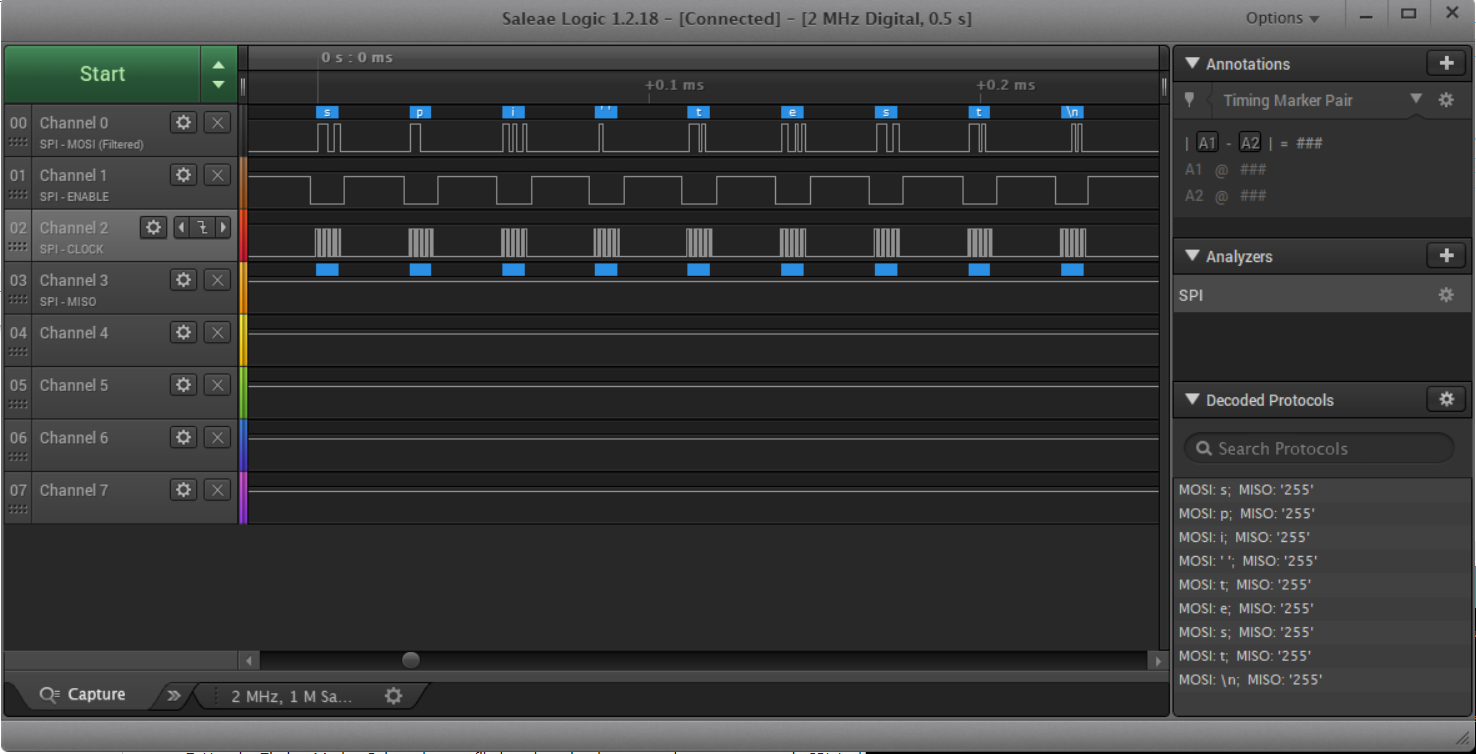 Saleae Logic 1.2.18 - [Connected] - [2 MHz Digital, 0.5 s]
Options
Start
0 s : 0 ms
+0.1 ms
+0.2 ms
s p i ' ' t e s t \n
00 Channel 0
SPI - MOSI (Filtered)
01 Channel 1
SPI - ENABLE
02 Channel 2
SPI - CLOCK
03 Channel 3
SPI - MISO
04 Channel 4
05 Channel 5
06 Channel 6
07 Channel 7
Capture
2 MHz, 1 M Sa...
Annotations
Timing Marker Pair
| A1 - A2 | = ###
A1 @ ###
A2 @ ###
Analyzers
SPI
Decoded Protocols
Search Protocols
MOSI: s; MISO: '255'
MOSI: p; MISO: '255'
MOSI: i; MISO: '255'
MOSI: ' '; MISO: '255'
MOSI: t; MISO: '255'
MOSI: e; MISO: '255'
MOSI: s; MISO: '255'
MOSI: t; MISO: '255'
MOSI: \n; MISO: '255'